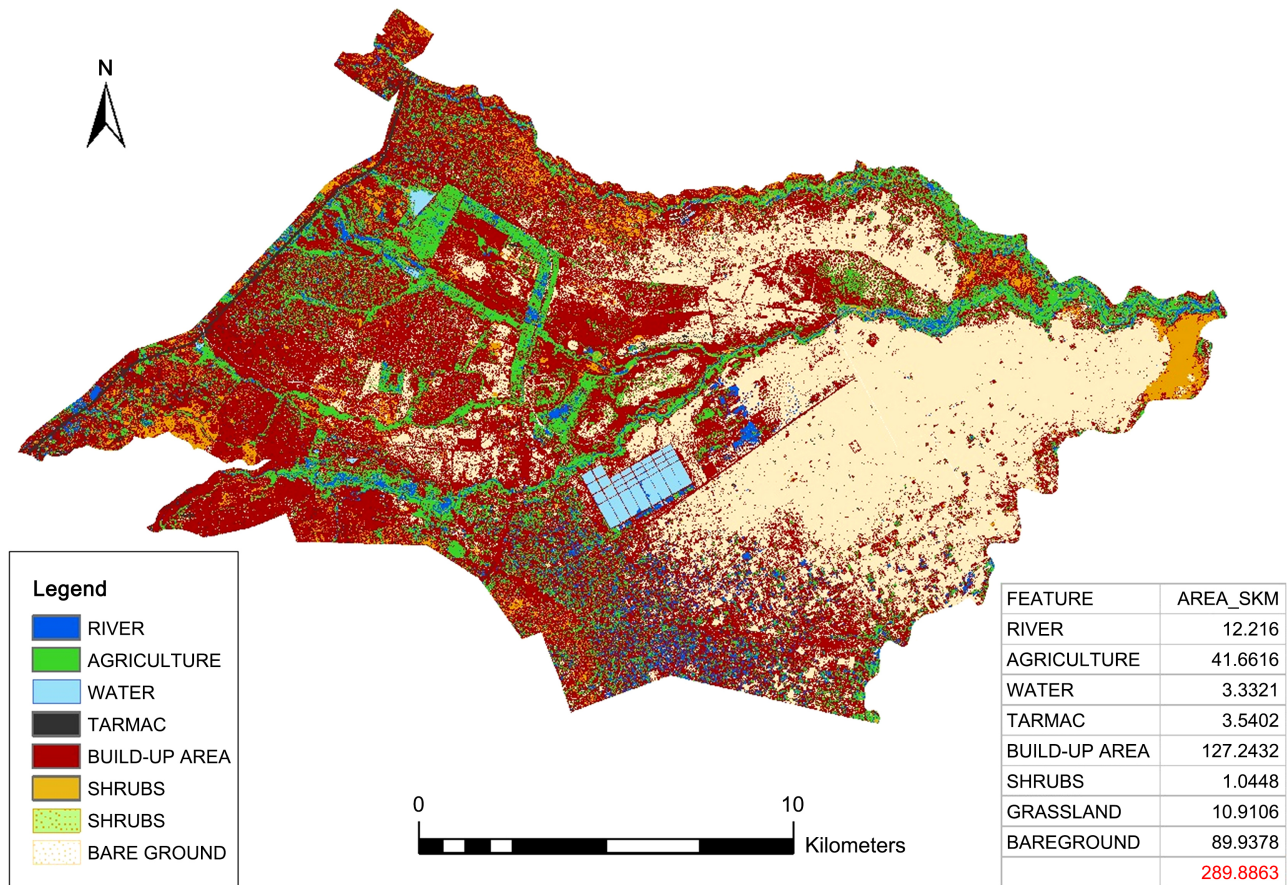 N
Legend
RIVER
AGRICULTURE
WATER
TARMAC
BUILD-UP AREA
SHRUBS
SHRUBS
BARE GROUND
0 10
Kilometers
FEATURE AREA_SKM
RIVER 12.216
AGRICULTURE 41.6616
WATER 3.3321
TARMAC 3.5402
BUILD-UP AREA 127.2432
SHRUBS 1.0448
GRASSLAND 10.9106
BAREGROUND 89.9378
289.8863